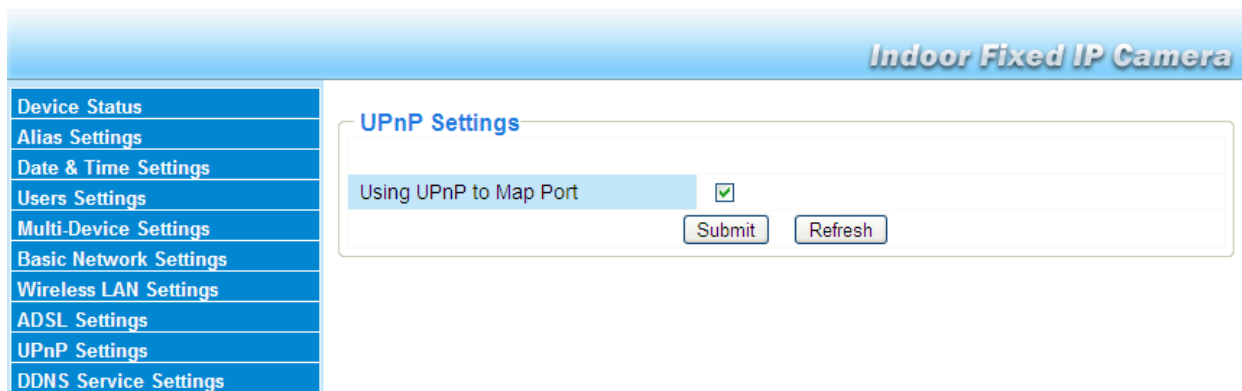 Indoor Fixed IP Camera
Device Status
Alias Settings
Date & Time Settings
Users Settings
Multi-Device Settings
Basic Network Settings
Wireless LAN Settings
ADSL Settings
UPnP Settings
DDNS Service Settings
UPnP Settings
Using UPnP to Map Port
Submit Refresh